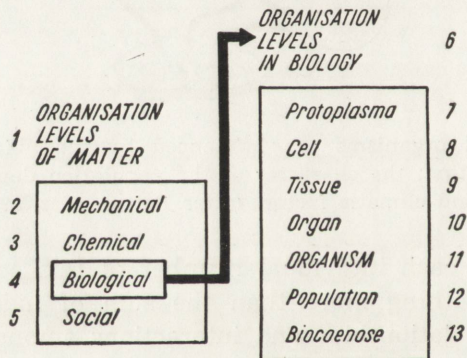 ORGANISATION
LEVELS
OF MATTER
1
2 Mechanical
3 Chemical
4 Biological
5 Social
ORGANISATION
LEVELS
IN BIOLOGY
6
Protoplasma 7
Cell 8
Tissue 9
Organ 10
ORGANISM 11
Population 12
Biocoenose 13